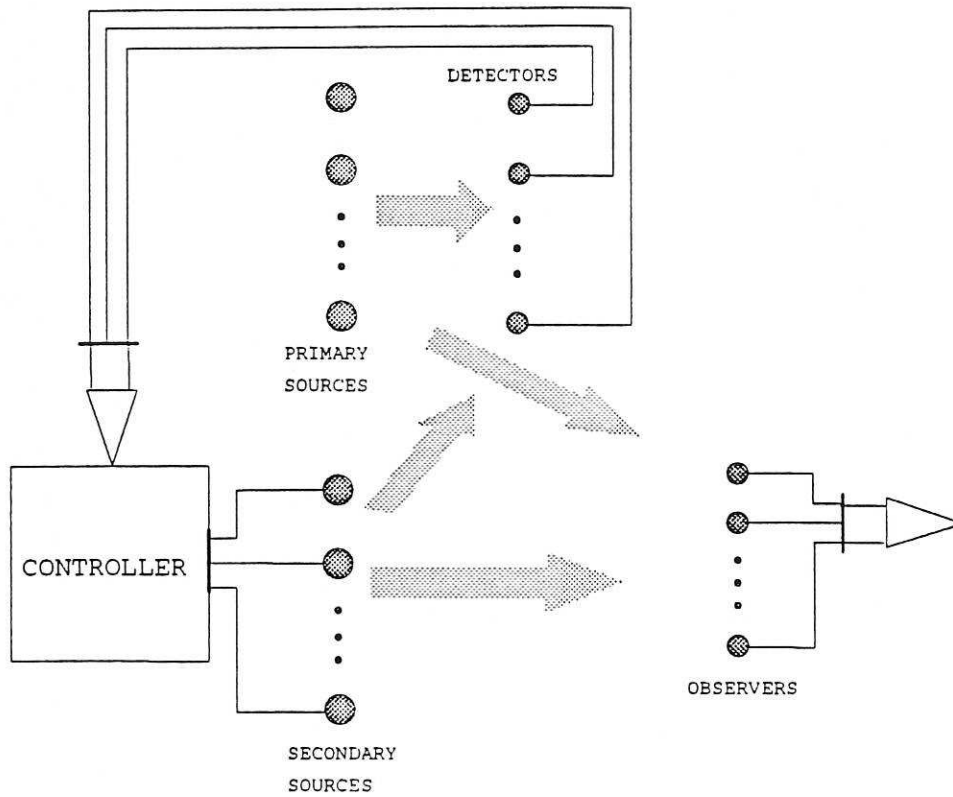 DETECTORS
PRIMARY
SOURCES
CONTROLLER
OBSERVERS
SECONDARY
SOURCES